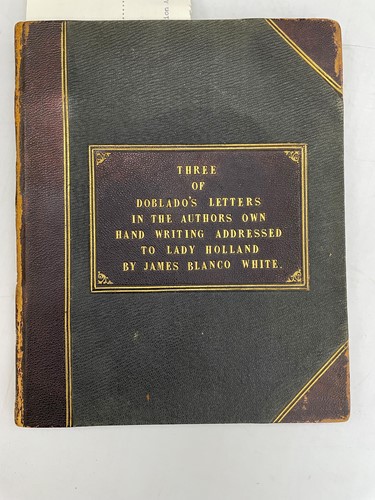 THREE
OF
DOBLADO'S LETTERS
IN THE AUTHORS OWN
HAND WRITING ADDRESSED
TO LADY HOLLAND
BY JAMES BLANCO WHITE.